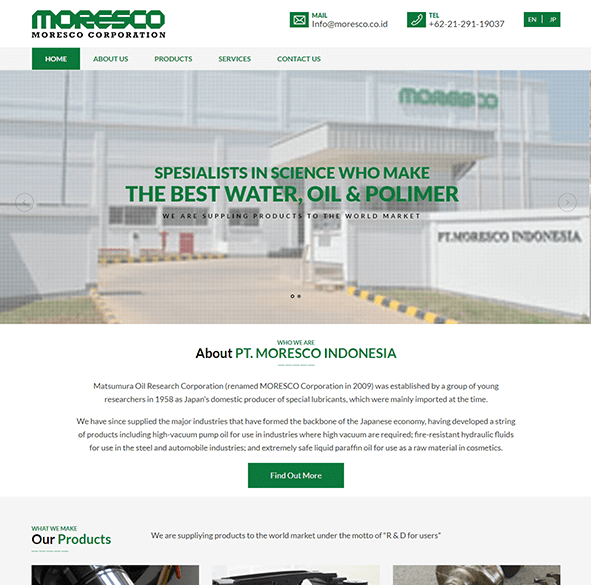 MORESCO
MORESCO CORPORATION
MAIL
Info@moresco.co.id
TEL
+62-21-291-19037
EN | JP
HOME ABOUT US PRODUCTS SERVICES CONTACT US
MORESCO
SPESIALISTS IN SCIENCE WHO MAKE
THE BEST WATER, OIL & POLIMER
WE ARE SUPPLING PRODUCTS TO THE WORLD MARKET
PT.MORESCO INDONESIA
WHO WE ARE
About PT. MORESCO INDONESIA
Matsumura Oil Research Corporation (renamed MORESCO Corporation in 2009) was established by a group of young
researchers in 1958 as Japan's domestic producer of special lubricants, which were mainly imported at the time.
We have since supplied the major industries that have formed the backbone of the Japanese economy, having developed a string
of products including high-vacuum pump oil for use in industries where high vacuum are required; fire-resistant hydraulic fluids
for use in the steel and automobile industries; and extremely safe liquid paraffin oil for use as a raw material in cosmetics.
Find Out More
WHAT WE MAKE
Our Products
We are suppliying products to the world market under the motto of "R & D for users"